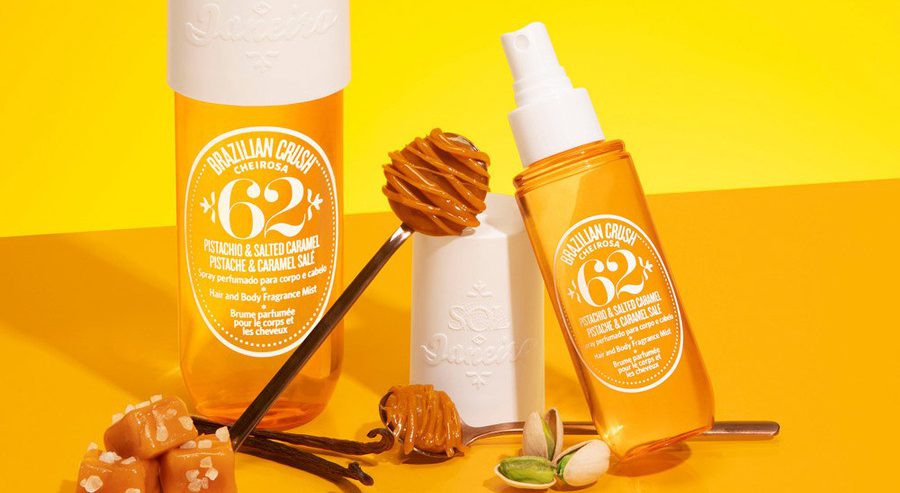 Janeiro
BRAZILIAN CRUSH™
CHEIROSA
62
PISTACHIO & SALTED CARAMEL
PISTACHE & CARAMEL SALÉ
Spray perfumado para corpo e cabelo
Hair and Body Fragrance Mist
Brume parfumée
pour le corps et
les cheveux
SOL
de
Janeiro
BRAZILIAN CRUSH™
CHEIROSA
62
PISTACHIO & SALTED CARAMEL
PISTACHE & CARAMEL SALÉ
Spray perfumado para corpo e cabelo
Hair and Body Fragrance Mist
Brume parfumée
pour le corps et
les cheveux